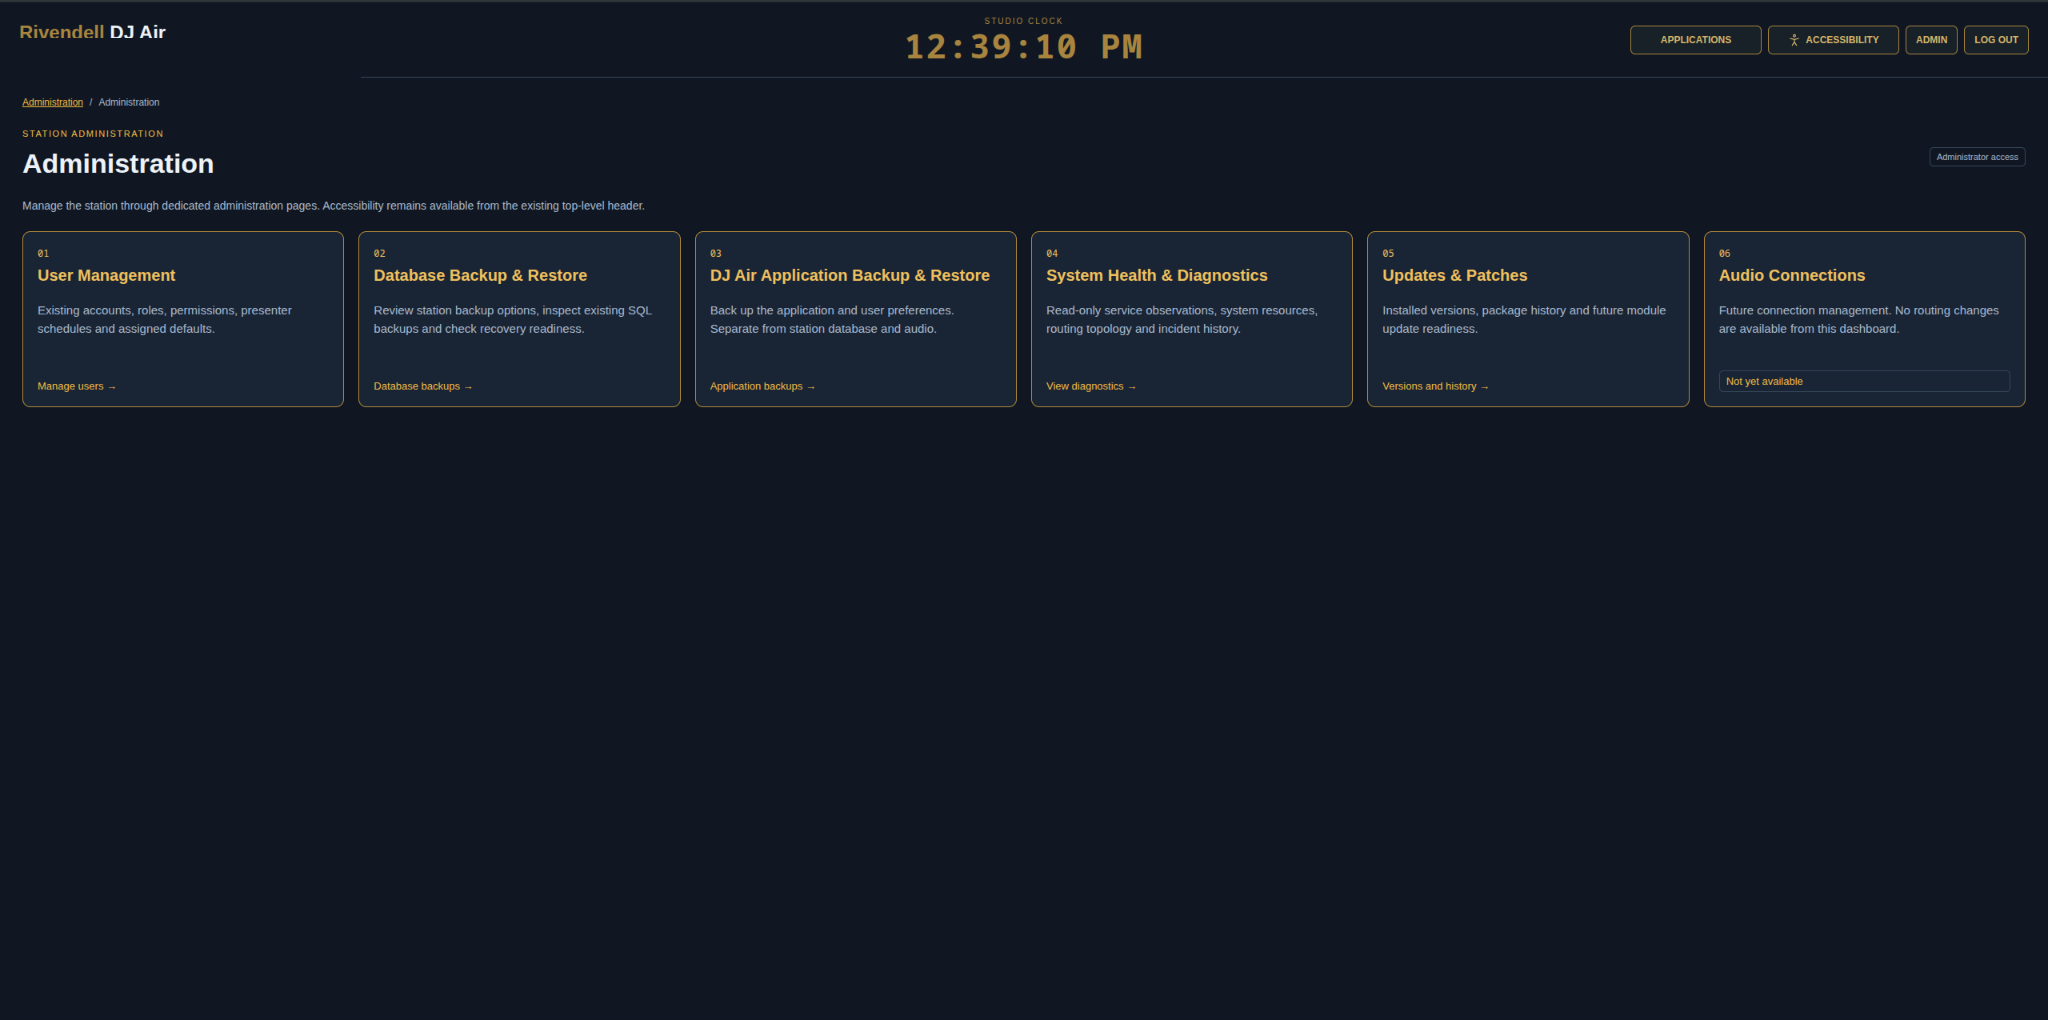 Rivendell DJ Air
STUDIO CLOCK
12:39:10 PM
APPLICATIONS
ACCESSIBILITY
ADMIN
LOG OUT
Administration / Administration
STATION ADMINISTRATION
Administration
Administrator access
Manage the station through dedicated administration pages. Accessibility remains available from the existing top-level header.
01
User Management
Existing accounts, roles, permissions, presenter
schedules and assigned defaults.
Manage users →
02
Database Backup & Restore
Review station backup options, inspect existing SQL
backups and check recovery readiness.
Database backups →
03
DJ Air Application Backup & Restore
Back up the application and user preferences.
Separate from station database and audio.
Application backups →
04
System Health & Diagnostics
Read-only service observations, system resources,
routing topology and incident history.
View diagnostics →
05
Updates & Patches
Installed versions, package history and future module
update readiness.
Versions and history →
06
Audio Connections
Future connection management. No routing changes
are available from this dashboard.
Not yet available